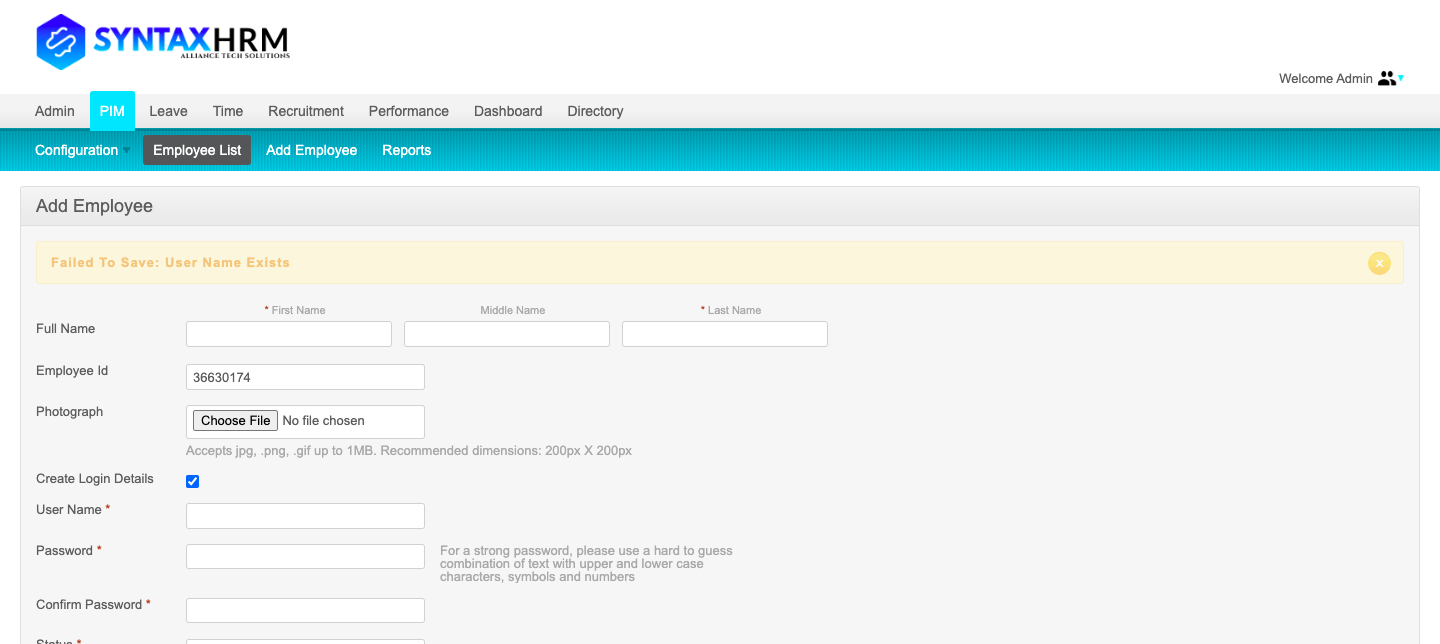 SYNTAXHRM
ALLIANCE TECH SOLUTIONS
Welcome Admin
Admin PIM Leave Time Recruitment Performance Dashboard Directory
Configuration Employee List Add Employee Reports
Add Employee
Failed To Save: User Name Exists
* First Name Middle Name * Last Name
Full Name
Employee Id 36630174
Photograph Choose File No file chosen
Accepts jpg, .png, .gif up to 1MB. Recommended dimensions: 200px X 200px
Create Login Details
User Name *
Password * For a strong password, please use a hard to guess
combination of text with upper and lower case
characters, symbols and numbers
Confirm Password *
Status *